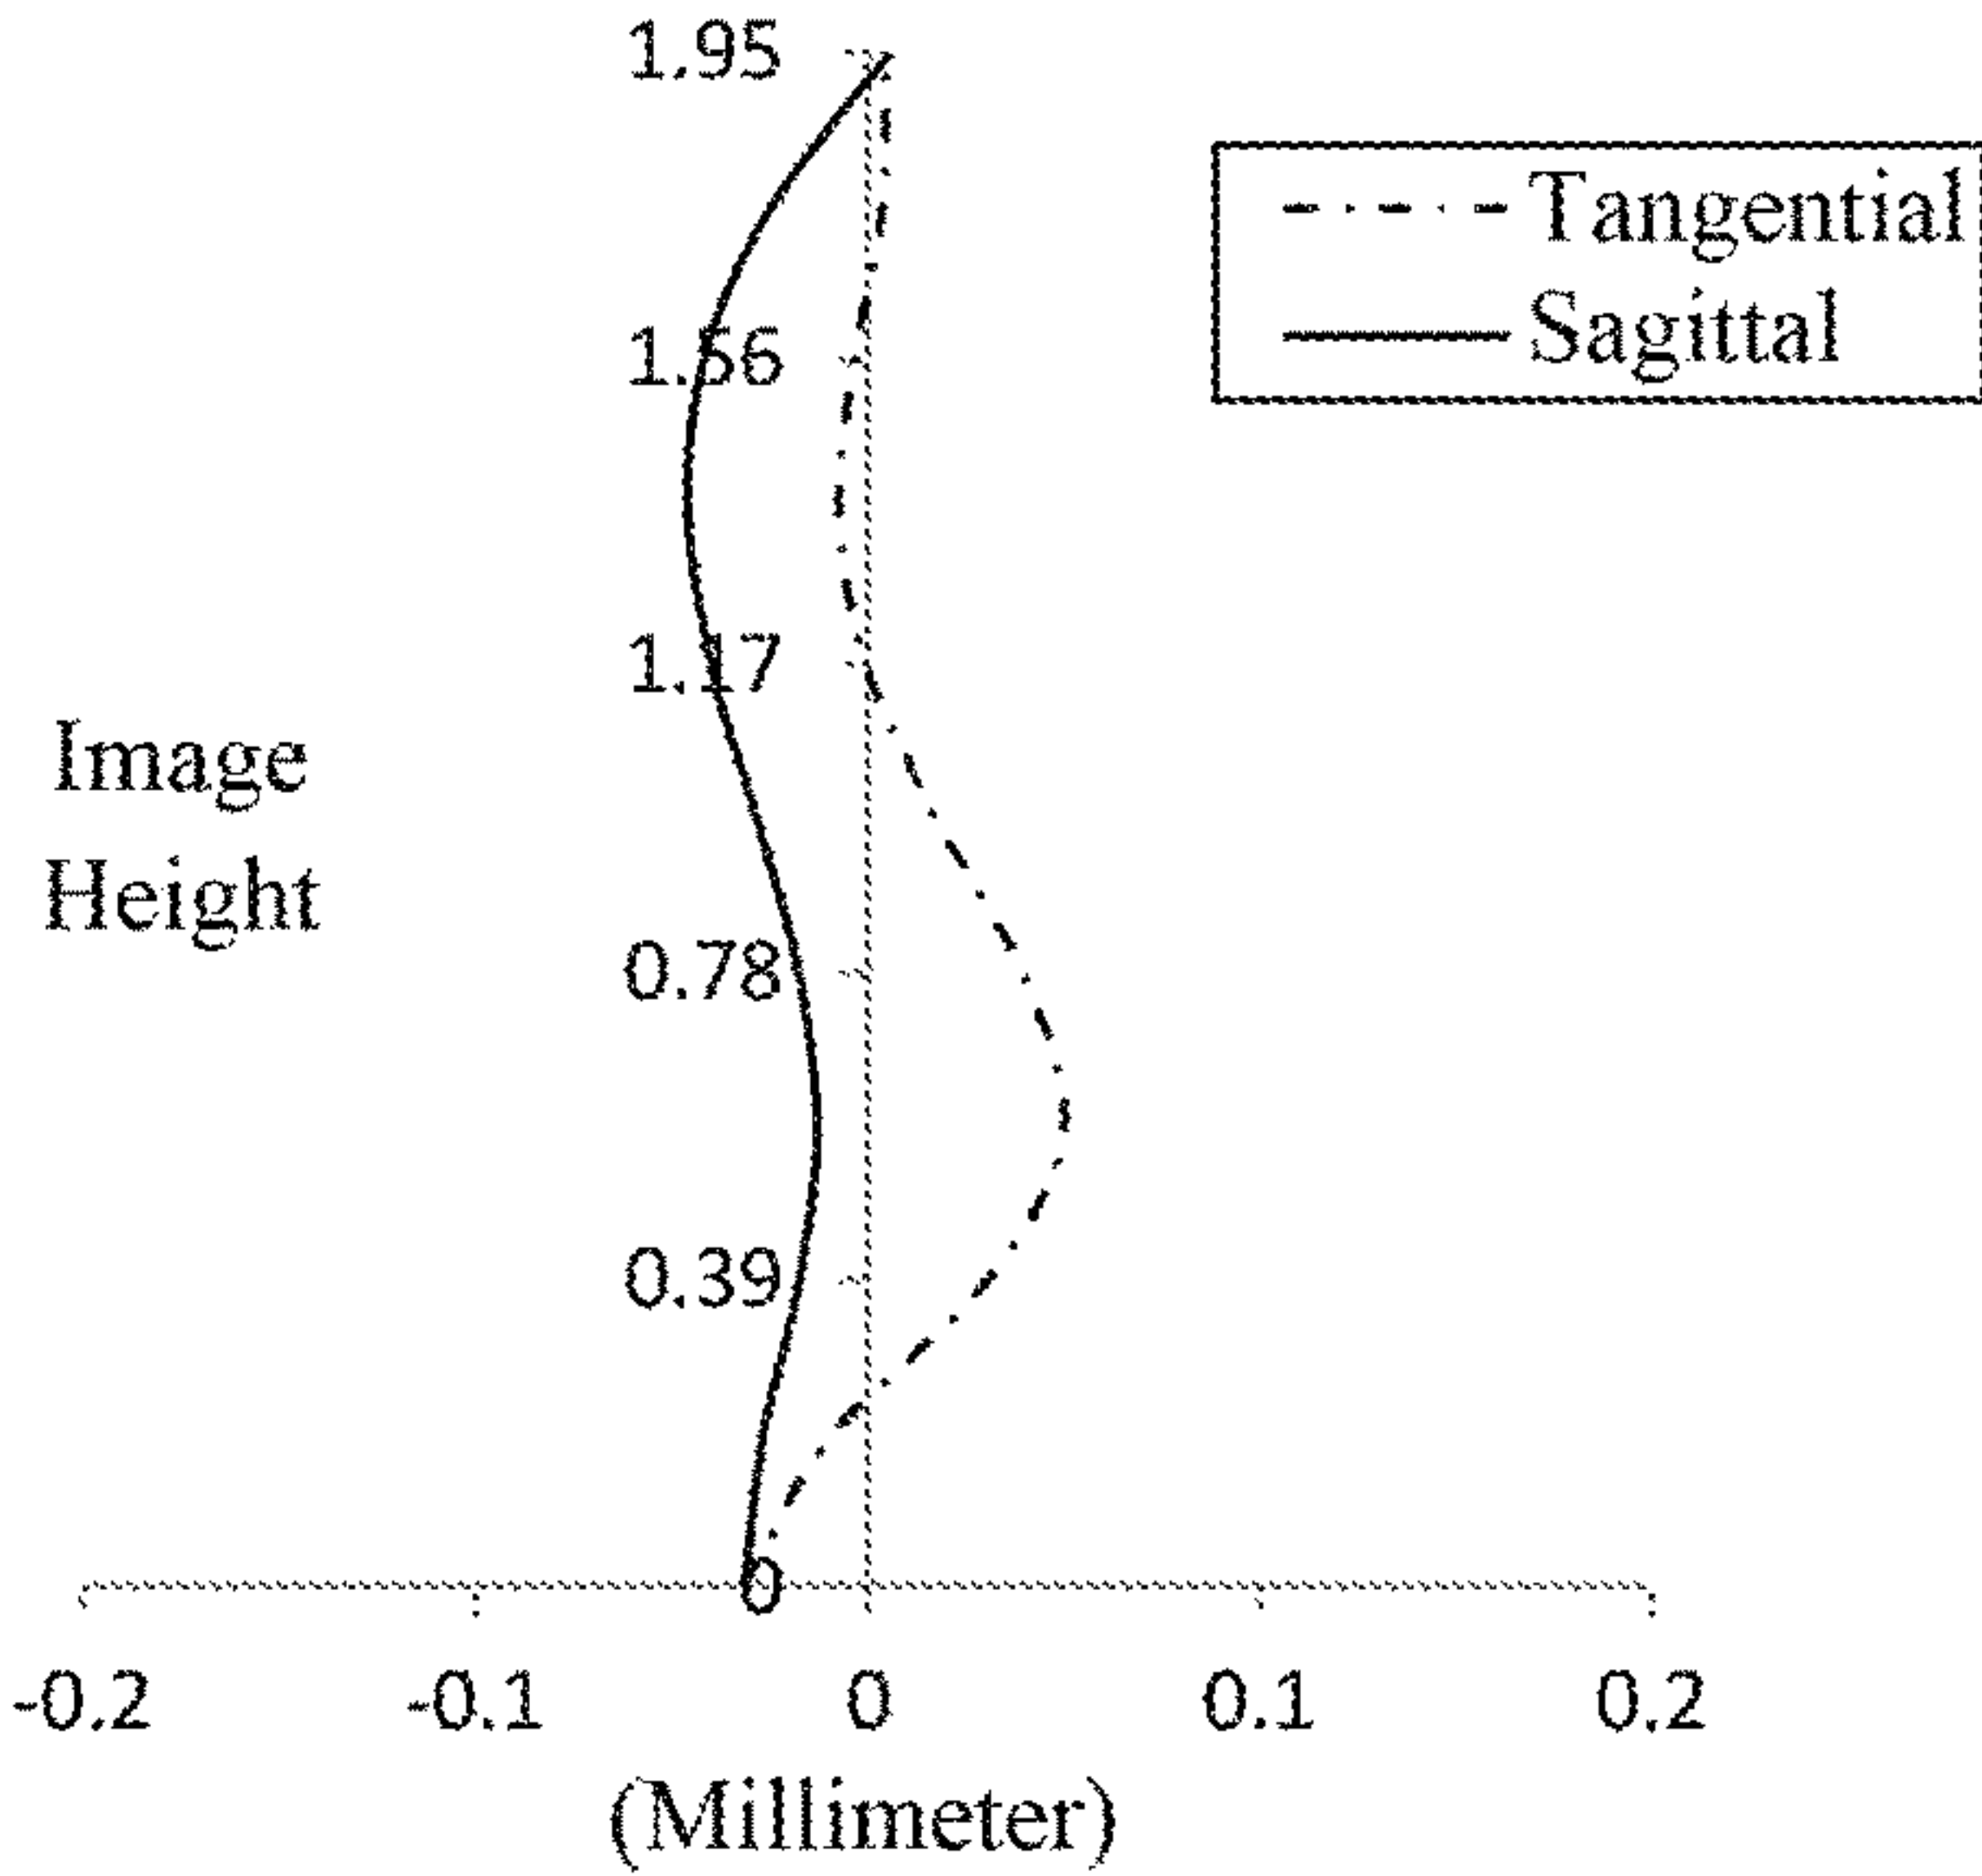 1.95
Tangential
Sagittal
1.56
1.17
Image
Height
0.78
0.39
0
-0.2 -0.1 0 0.1 0.2
(Millimeter)